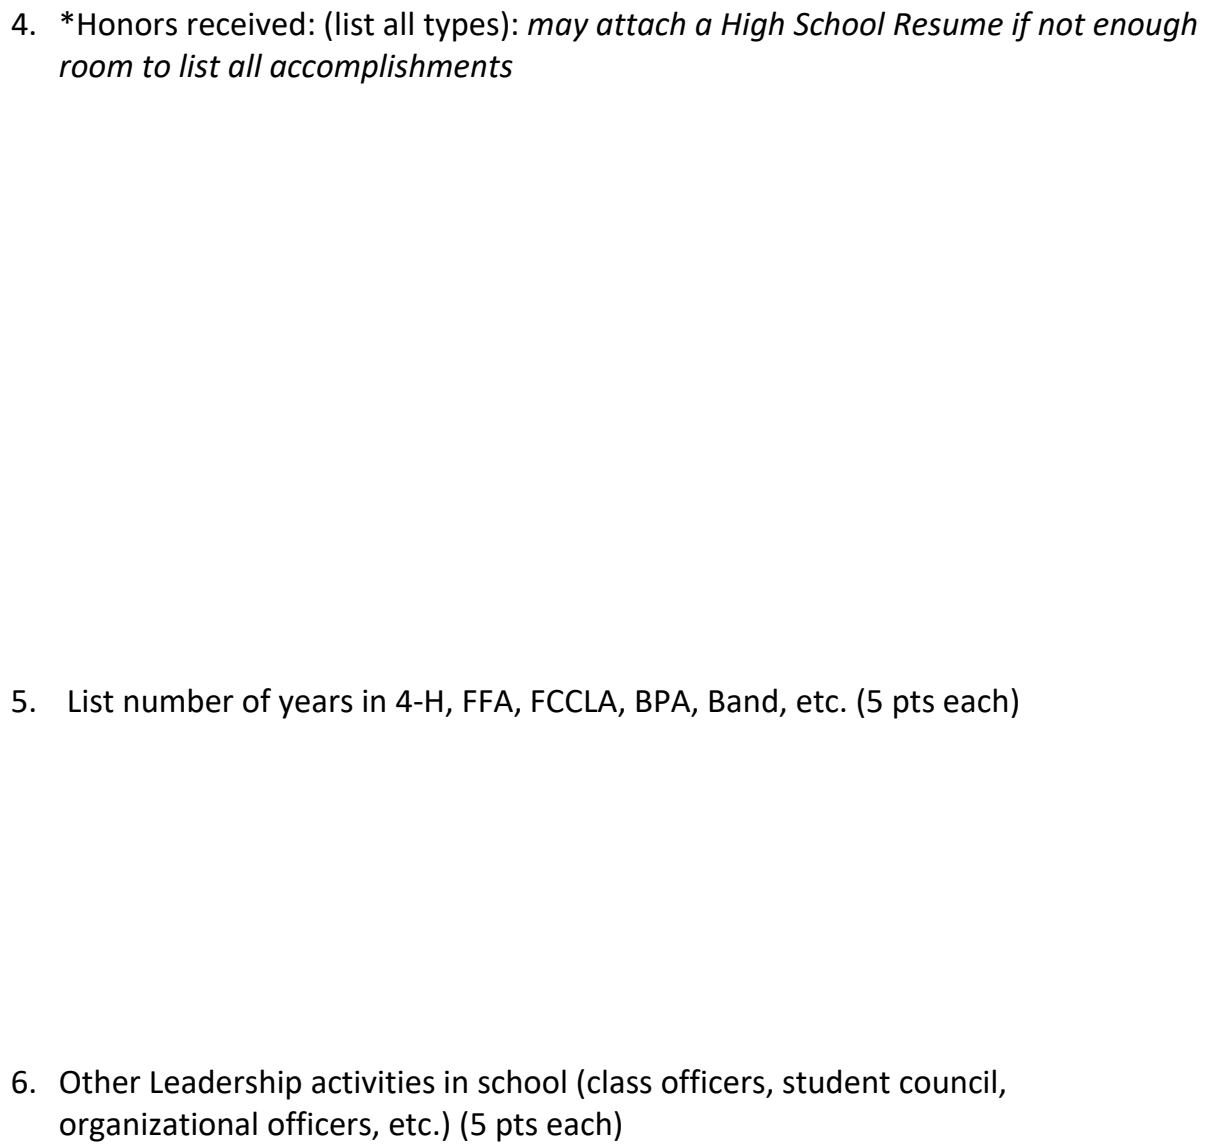 4. *Honors received: (list all types): may attach a High School Resume if not enough
room to list all accomplishments
5. List number of years in 4-H, FFA, FCCLA, BPA, Band, etc. (5 pts each)
6. Other Leadership activities in school (class officers, student council,
organizational officers, etc.) (5 pts each)